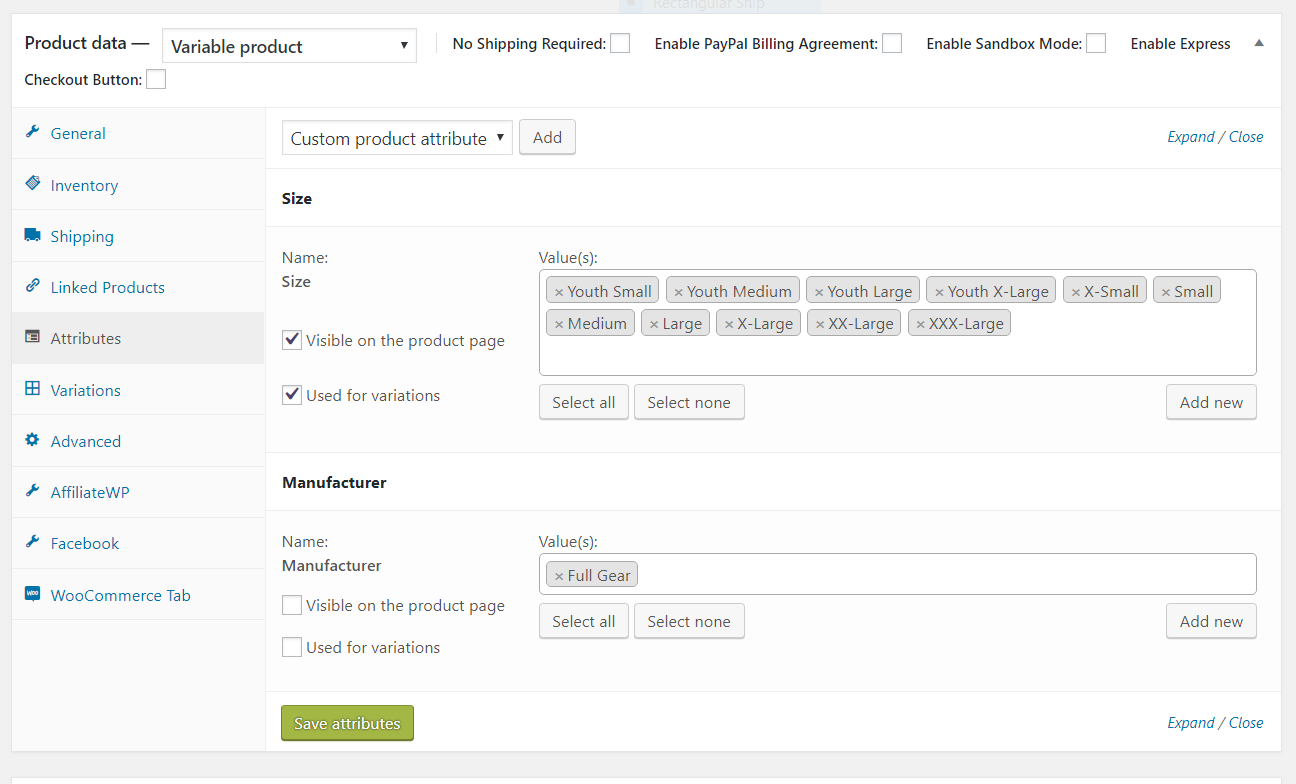 Rectangular Ship
Product data — Variable product No Shipping Required: Enable PayPal Billing Agreement: Enable Sandbox Mode: Enable Express
Checkout Button:
General
Inventory
Shipping
Linked Products
Attributes
Variations
Advanced
AffiliateWP
Facebook
WooCommerce Tab
Custom product attribute Add Expand / Close
Size
Name:
Size
Visible on the product page
Used for variations
Value(s):
× Youth Small × Youth Medium × Youth Large × Youth X-Large × X-Small × Small
× Medium × Large × X-Large × XX-Large × XXX-Large
Select all Select none Add new
Manufacturer
Name:
Manufacturer
Visible on the product page
Used for variations
Value(s):
× Full Gear
Select all Select none Add new
Save attributes Expand / Close